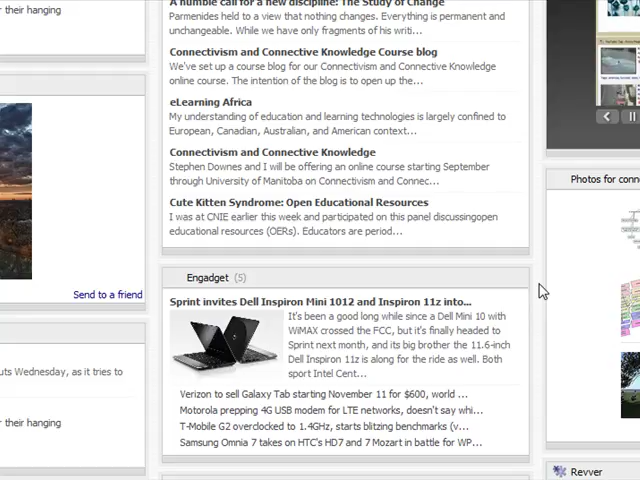 r their hanging
Send to a friend
uts Wednesday, as it tries to
r their hanging
A humble call for a new discipline: The Study of Change
Parmenides held to a view that nothing changes. Everything is permanent and
unchangeable. While we have only fragments of his writi...
Connectivism and Connective Knowledge Course blog
We've set up a course blog for our Connectivism and Connective Knowledge
online course. The intention of the blog is to open up the...
eLearning Africa
My understanding of education and learning technologies is largely confined to
European, Canadian, Australian, and American context...
Connectivism and Connective Knowledge
Stephen Downes and I will be offering an online course starting September
through University of Manitoba on Connectivism and Connec...
Cute Kitten Syndrome: Open Educational Resources
I was at CNIE earlier this week and participated on this panel discussingopen
educational resources (OERs). Educators are period...
Engadget (5)
Sprint invites Dell Inspiron Mini 1012 and Inspiron 11z into...
It's been a good long while since a Dell Mini 10 with
WiMAX crossed the FCC, but it's finally headed to
Sprint next month, and its big brother the 11.6-inch
Dell Inspiron 11z is along for the ride as well. Both
sport Intel Cent...
Verizon to sell Galaxy Tab starting November 11 for $600, world ...
Motorola prepping 4G USB modem for LTE networks, doesn't say whi...
T-Mobile G2 overclocked to 1.4GHz, starts blitzing benchmarks (v...
Samsung Omnia 7 takes on HTC's HD7 and 7 Mozart in battle for WP...
Photos for conn
Revver